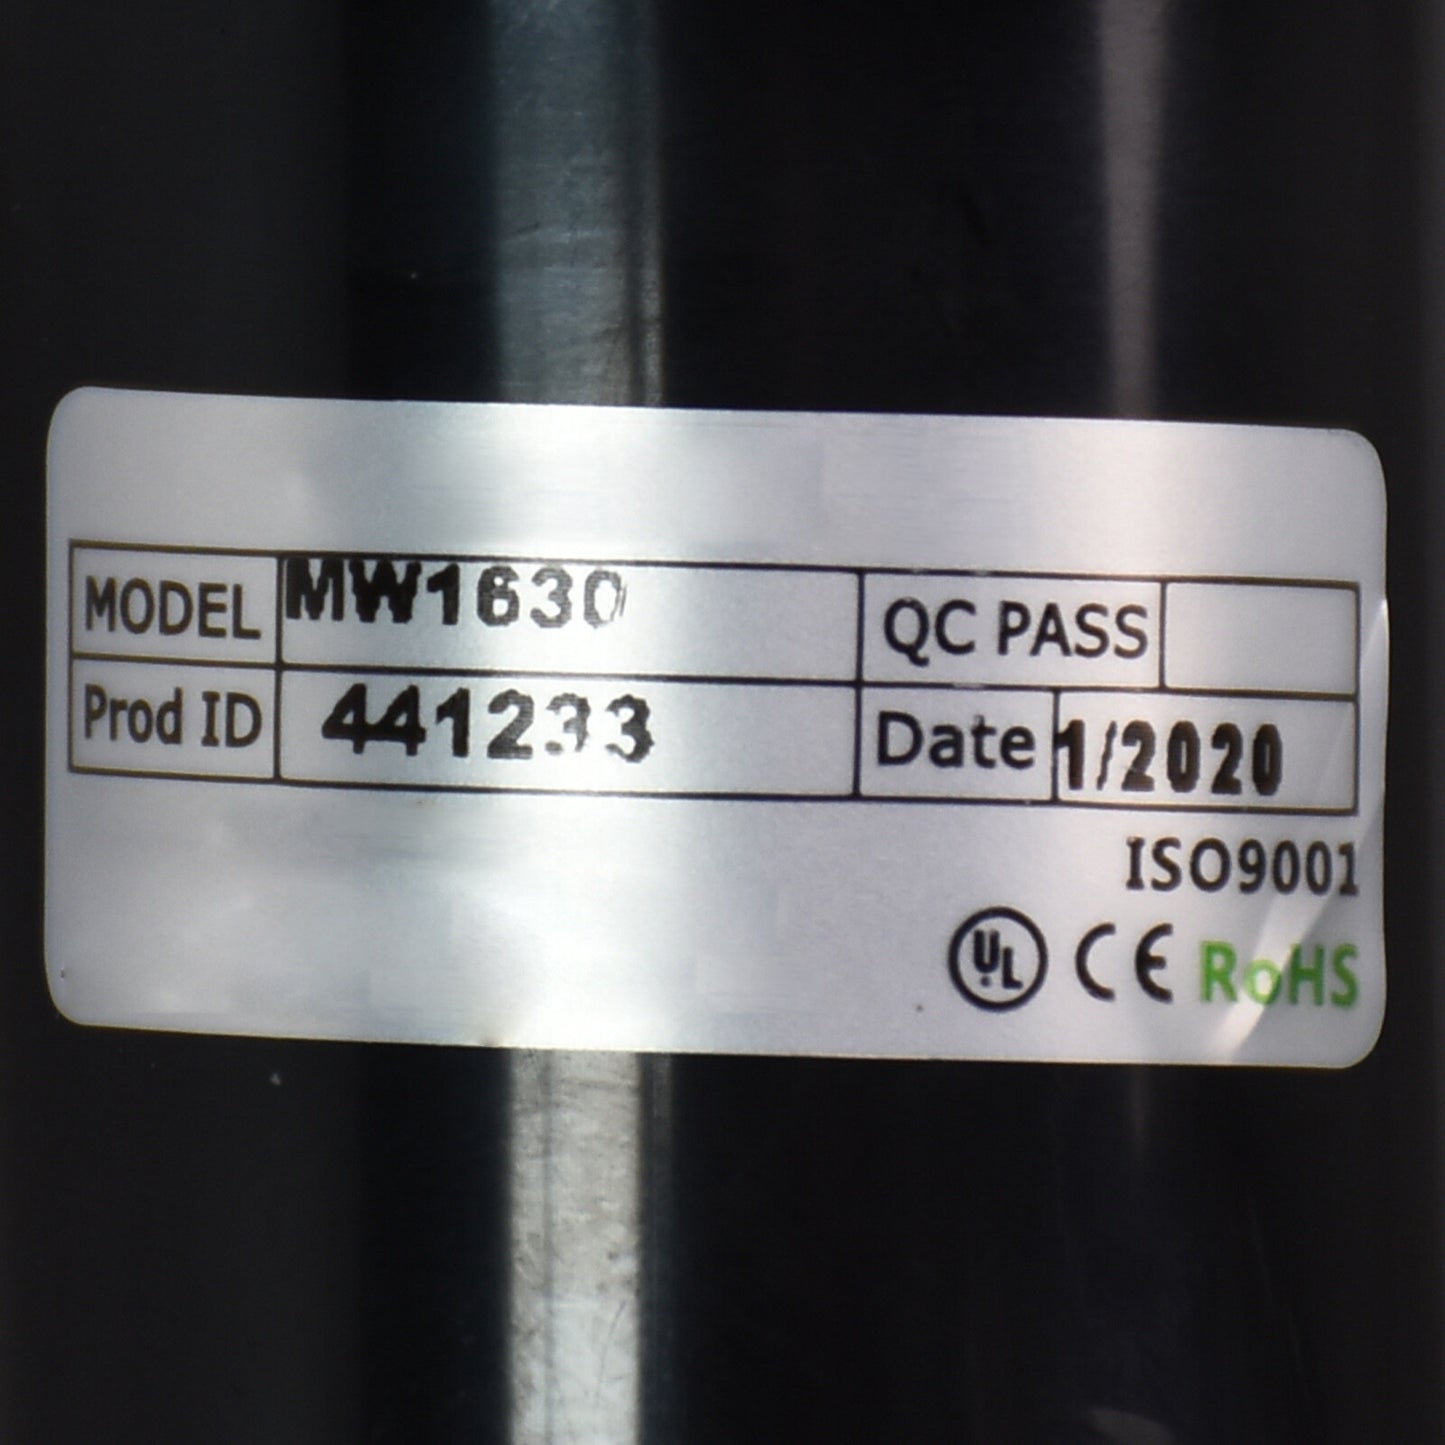 MODEL MW1630 QC PASS
Prod ID 441233 Date 1/2020
ISO9001
UL CE RoHS